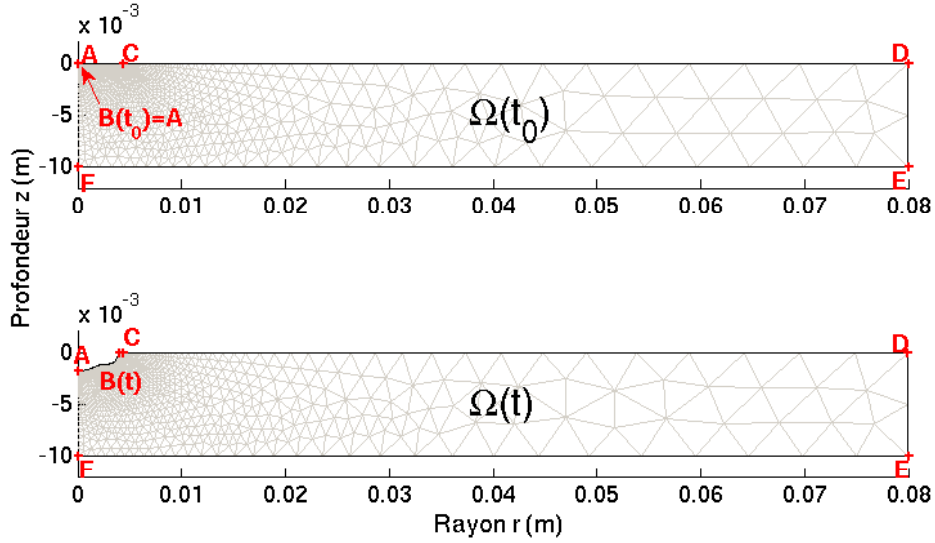 x 10⁻³
A C D
0
B(t₀)=A
-5
Ω(t₀)
-10
F E
0 0.01 0.02 0.03 0.04 0.05 0.06 0.07 0.08
Profondeur z (m)
x 10⁻³
C
A D
0
B(t)
-5
Ω(t)
-10
F E
0 0.01 0.02 0.03 0.04 0.05 0.06 0.07 0.08
Rayon r (m)